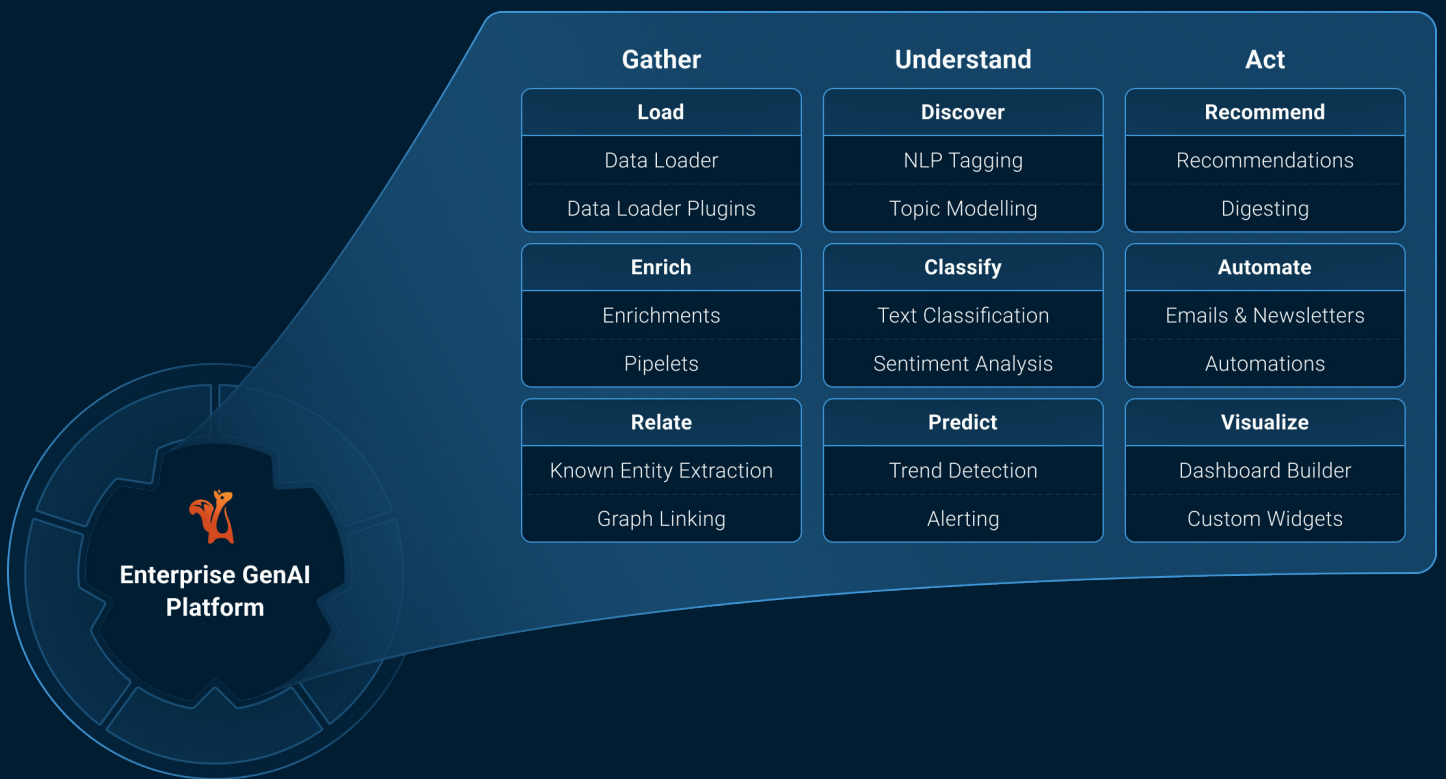 Gather
Understand
Act
Load
Data Loader
Data Loader Plugins
Discover
NLP Tagging
Topic Modelling
Recommend
Recommendations
Digesting
Enrich
Enrichments
Pipelets
Classify
Text Classification
Sentiment Analysis
Automate
Emails & Newsletters
Automations
Relate
Known Entity Extraction
Graph Linking
Predict
Trend Detection
Alerting
Visualize
Dashboard Builder
Custom Widgets
Enterprise GenAI
Platform